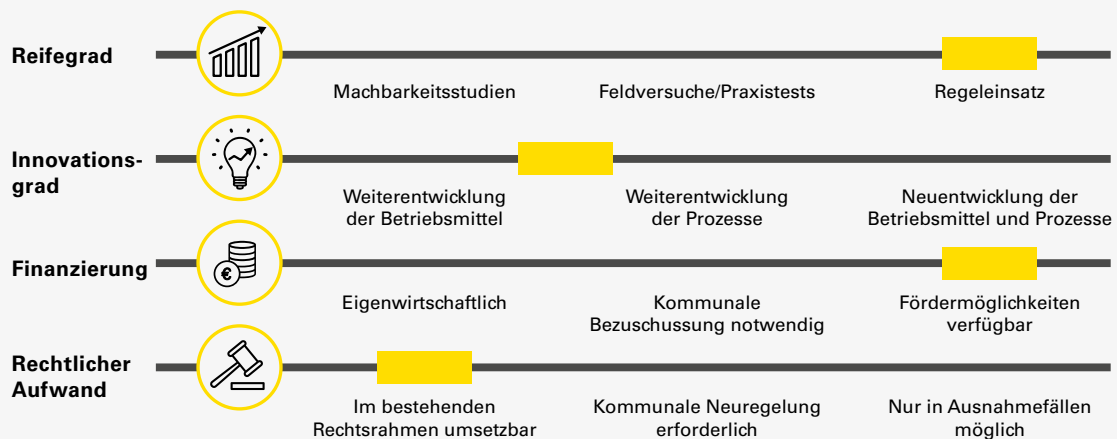 Reifegrad
Machbarkeitsstudien
Feldversuche/Praxistests
Regeleinsatz
Innovations-
grad
Weiterentwicklung
der Betriebsmittel
Weiterentwicklung
der Prozesse
Neuentwicklung der
Betriebsmittel und Prozesse
Finanzierung
€
Eigenwirtschaftlich
Kommunale
Bezuschussung notwendig
Fördermöglichkeiten
verfügbar
Rechtlicher
Aufwand
Im bestehenden
Rechtsrahmen umsetzbar
Kommunale Neuregelung
erforderlich
Nur in Ausnahmefällen
möglich